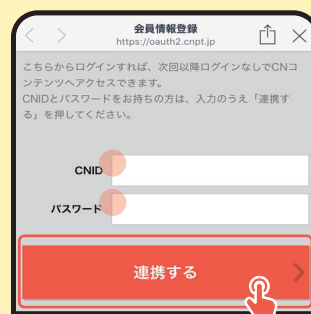 会員情報登録
https://oauth2.cnpt.jp
こちらからログインすれば、次回以降ログインなしでCNコ
ンテンツへアクセスできます。
CNIDとパスワードをお持ちの方は、入力のうえ「連携す
る」を押してください。
CNID
パスワード
連携する